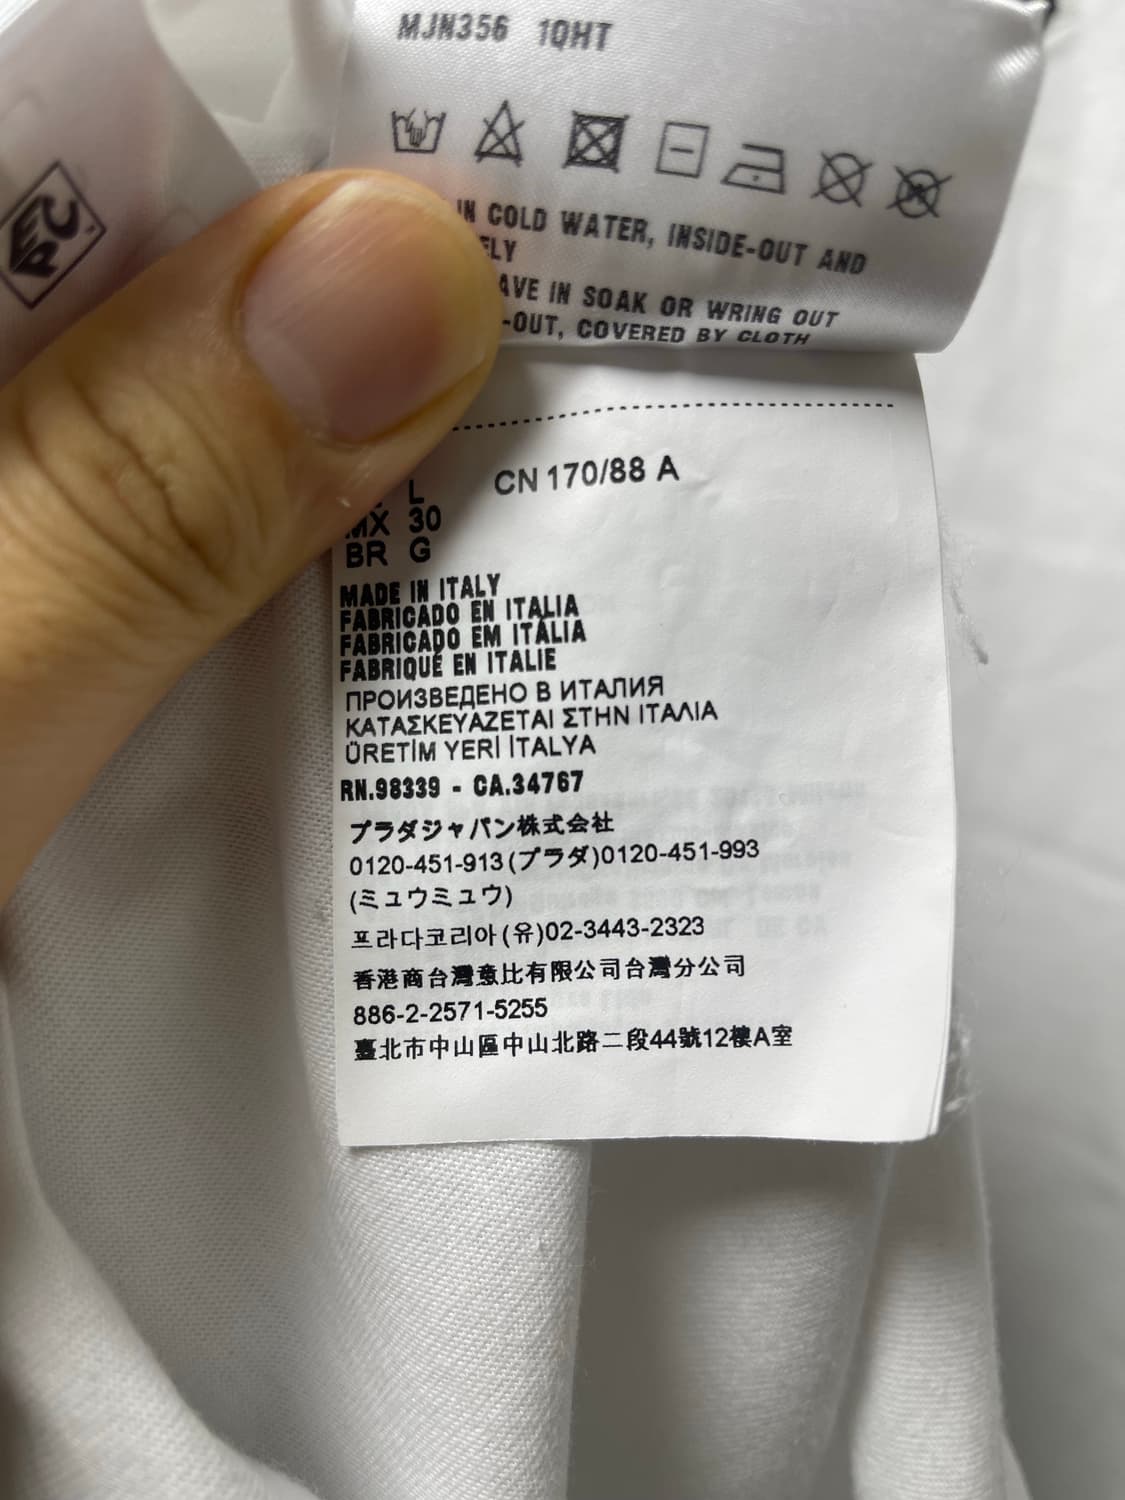 MJN356 1QHT
IN COLD WATER, INSIDE-OUT AND
IN SOAK OR WRING OUT
-OUT, COVERED BY CLOTH
L CN 170/88 A
MX 30
BR G
MADE IN ITALY
FABRICADO EN ITALIA
FABRICADO EM ITÁLIA
FABRIQUÉ EN ITALIE
ПРОИЗВЕДЕНО В ИТАЛИЯ
ΚΑΤΑΣΚΕΥΑΖΕΤΑΙ ΣΤΗΝ ΙΤΑΛΙΑ
ÜRETİM YERİ İTALYA
RN.98339 - CA.34767
プラダジャパン株式会社
0120-451-913(プラダ)0120-451-993
(ミュウミュウ)
프라다코리아(유)02-3443-2323
香港商台灣意比有限公司台灣分公司
886-2-2571-5255
臺北市中山區中山北路二段44號12樓A室